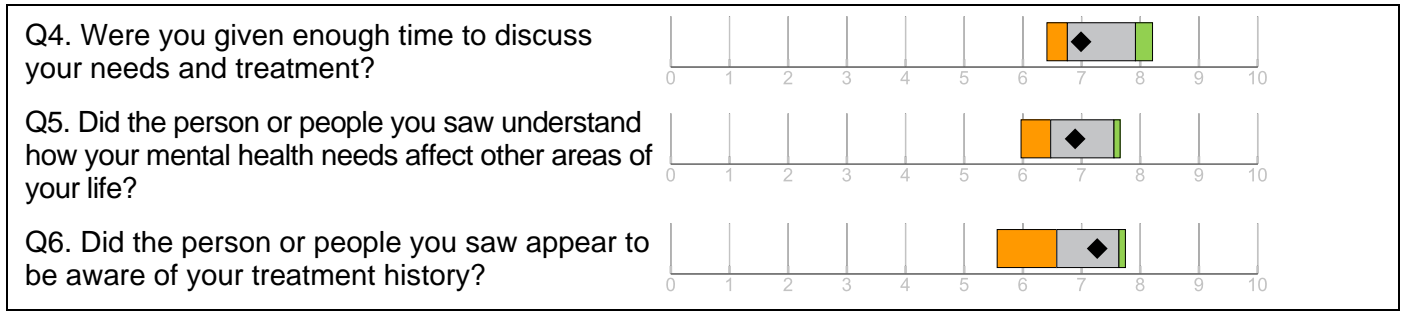 Q4. Were you given enough time to discuss
your needs and treatment?
0 1 2 3 4 5 6 7 8 9 10
Q5. Did the person or people you saw understand
how your mental health needs affect other areas of
your life?
0 1 2 3 4 5 6 7 8 9 10
Q6. Did the person or people you saw appear to
be aware of your treatment history?
0 1 2 3 4 5 6 7 8 9 10